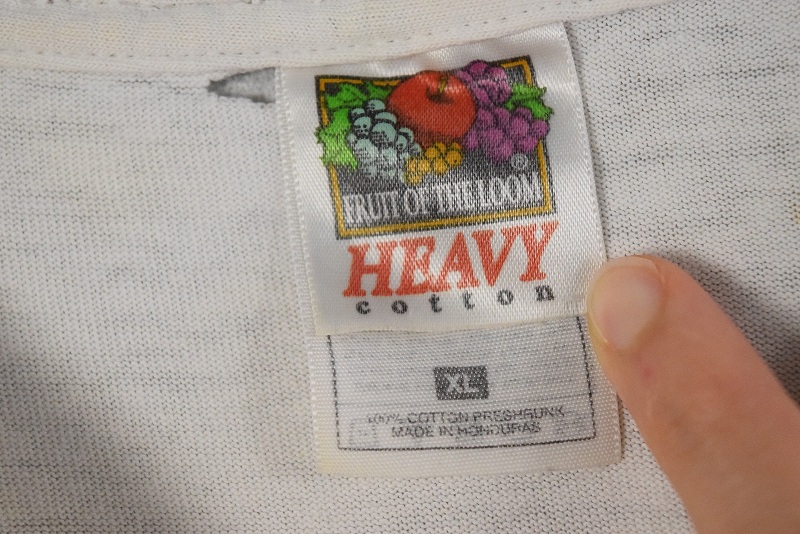 ®
FRUIT OF THE LOOM
HEAVY
cotton
XL
100% COTTON PRESHRUNK
MADE IN HONDURAS